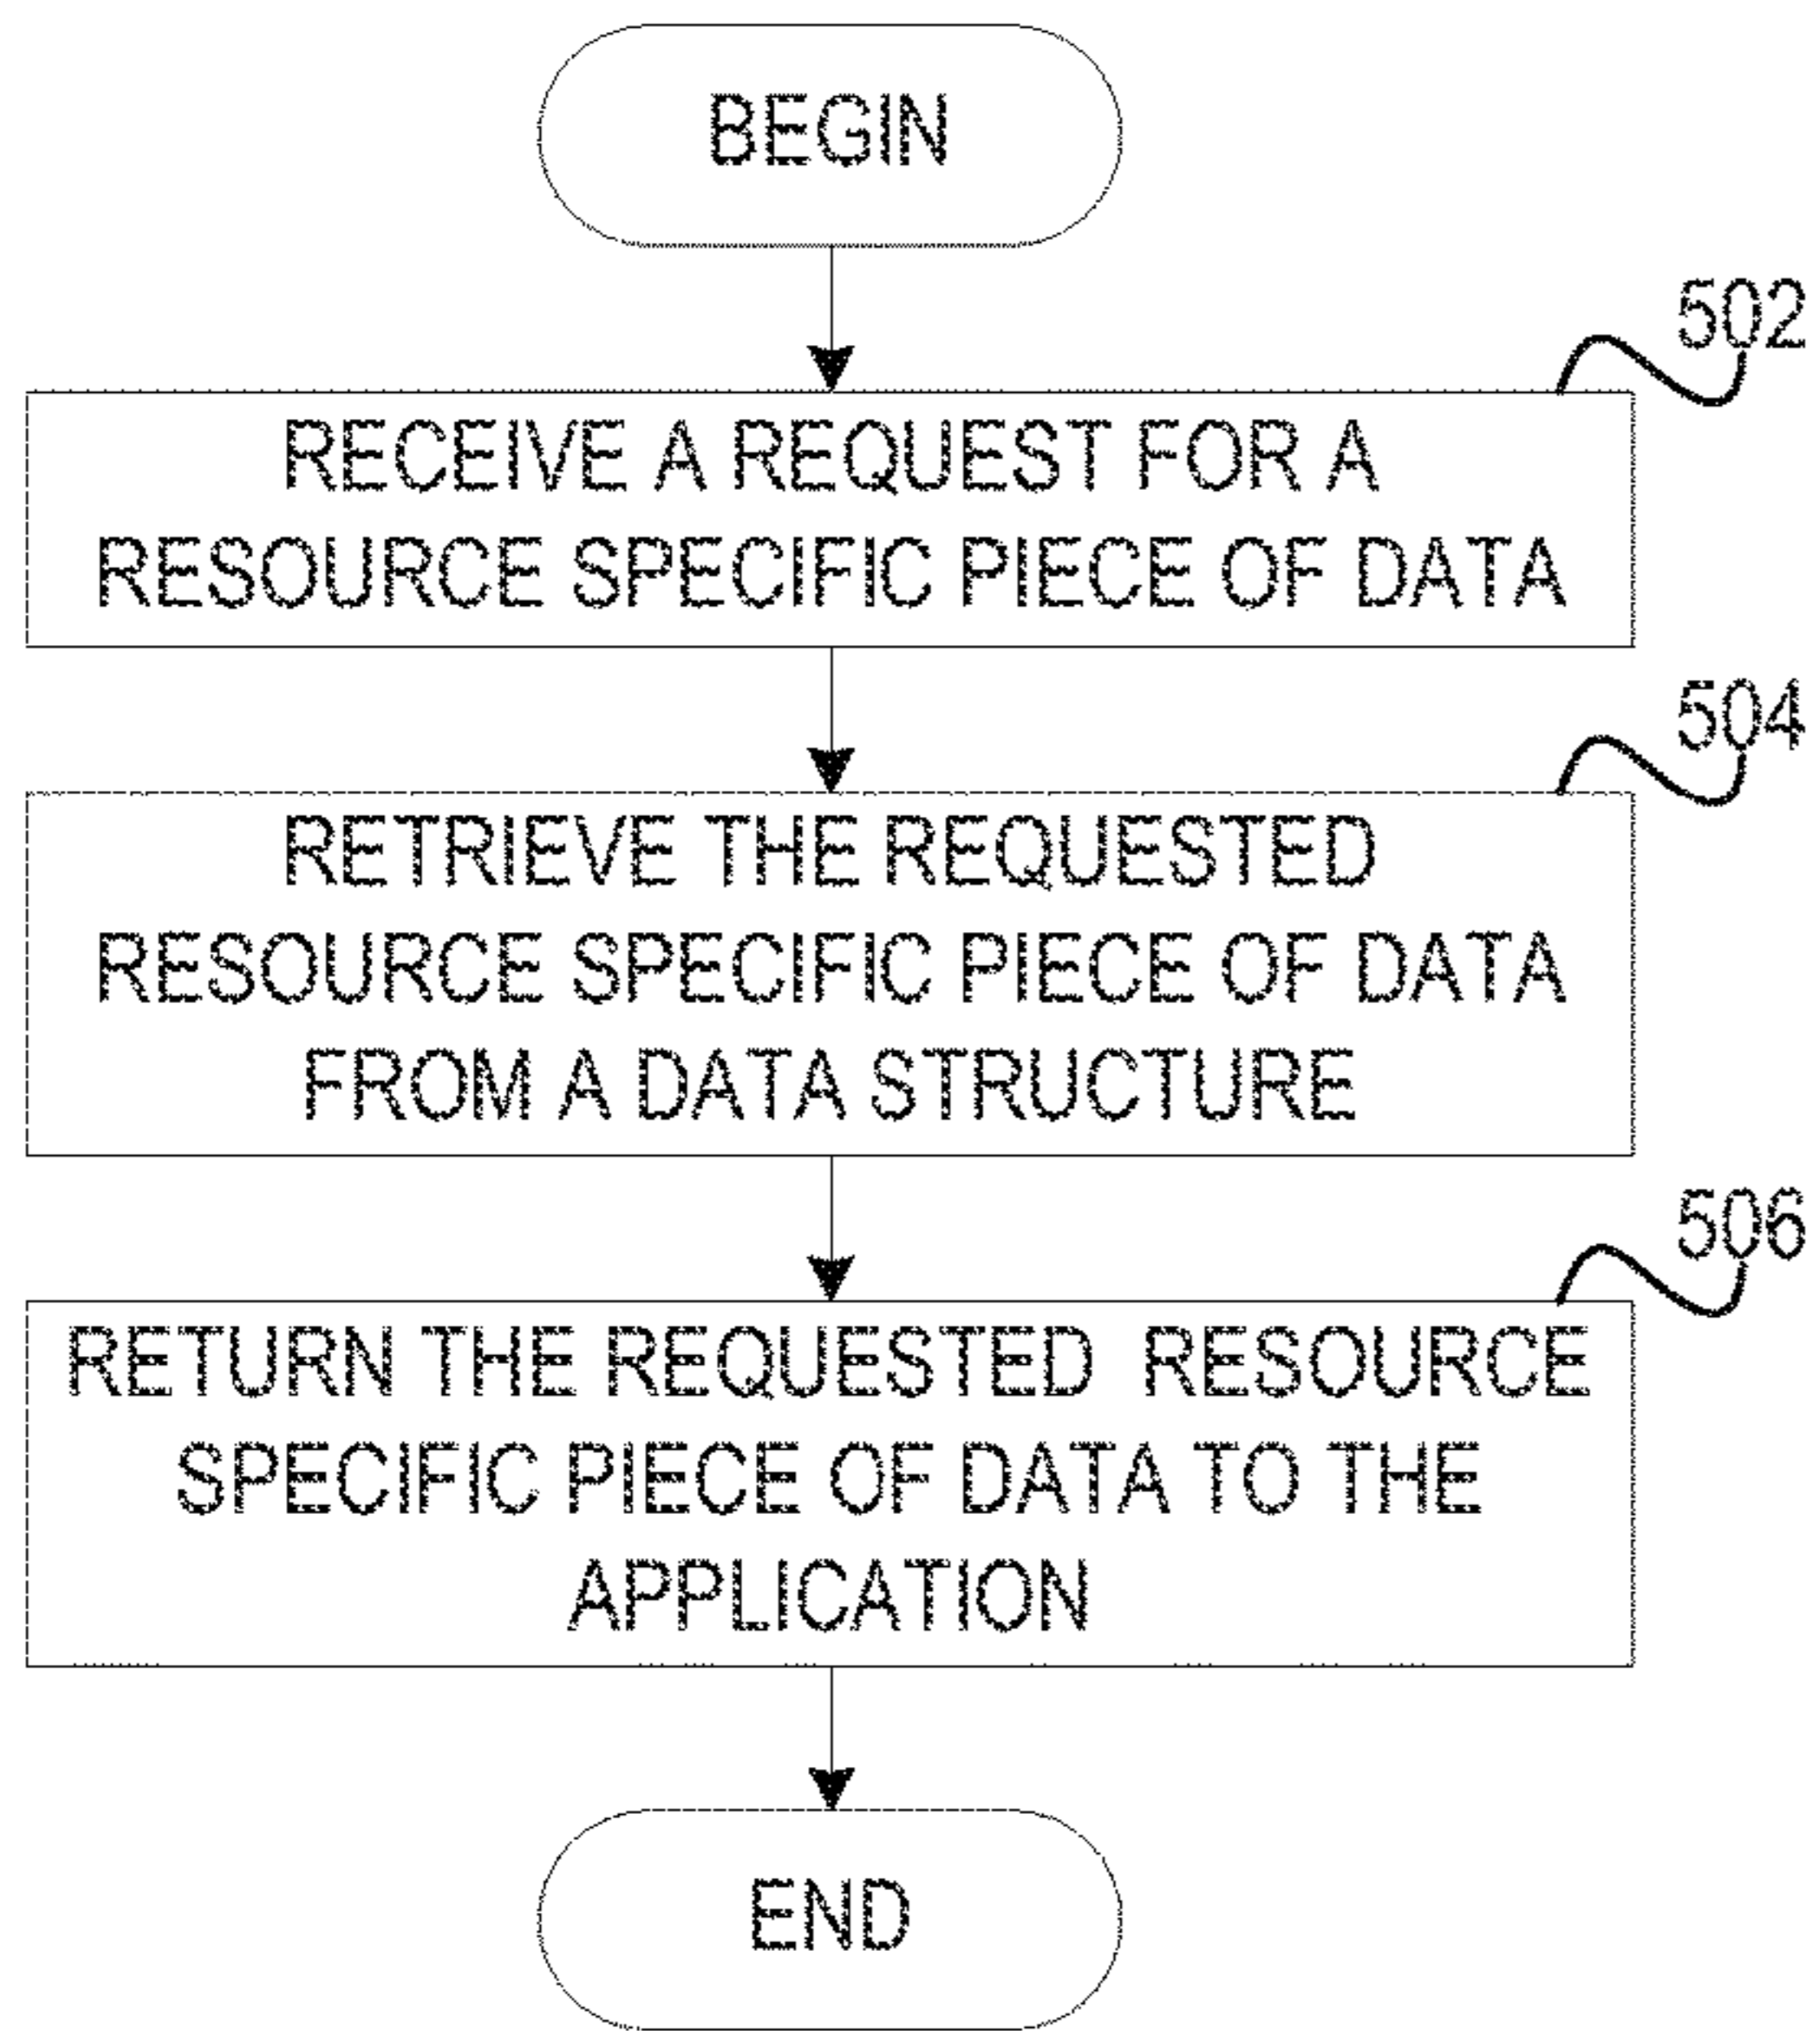 BEGIN
502
RECEIVE A REQUEST FOR A
RESOURCE SPECIFIC PIECE OF DATA
504
RETRIEVE THE REQUESTED
RESOURCE SPECIFIC PIECE OF DATA
FROM A DATA STRUCTURE
506
RETURN THE REQUESTED RESOURCE
SPECIFIC PIECE OF DATA TO THE
APPLICATION
END